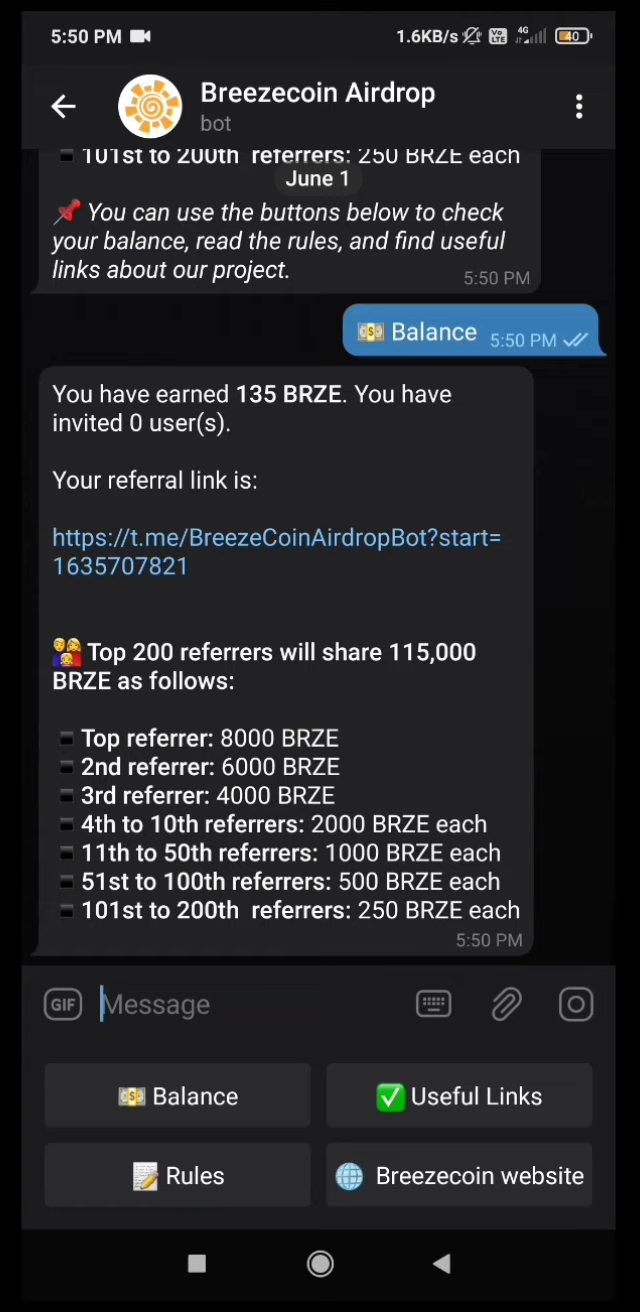 5:50 PM
1.6KB/s Vo LTE 4G 40
Breezecoin Airdrop
bot
101st to 200th referrers: 250 BRZE each
June 1
You can use the buttons below to check
your balance, read the rules, and find useful
links about our project.
5:50 PM
Balance 5:50 PM
You have earned 135 BRZE. You have
invited 0 user(s).
Your referral link is:
https://t.me/BreezeCoinAirdropBot?start=
1635707821
Top 200 referrers will share 115,000
BRZE as follows:
Top referrer: 8000 BRZE
2nd referrer: 6000 BRZE
3rd referrer: 4000 BRZE
4th to 10th referrers: 2000 BRZE each
11th to 50th referrers: 1000 BRZE each
51st to 100th referrers: 500 BRZE each
101st to 200th referrers: 250 BRZE each
5:50 PM
GIF Message
Balance
Useful Links
Rules
Breezecoin website